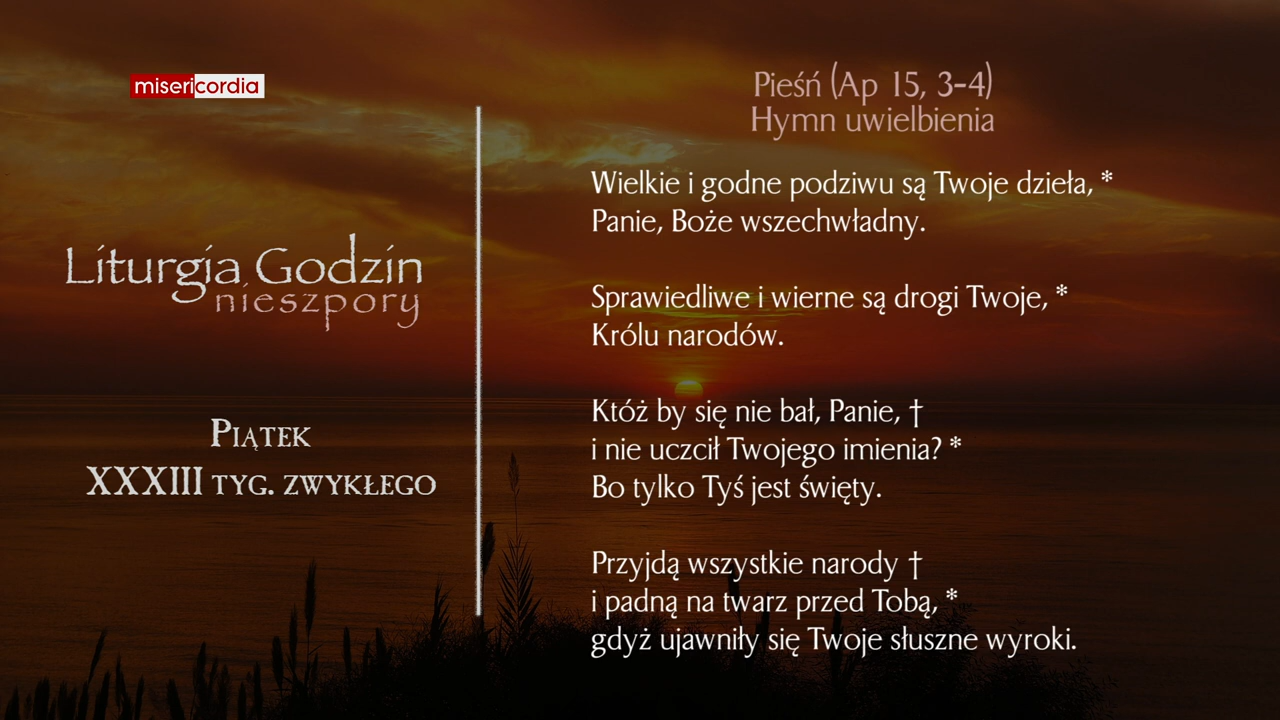 misericordia
Liturgia Godzin
nieszpory
Piątek
XXXIII tyg. zwykłego
Pieśń (Ap 15, 3-4)
Hymn uwielbienia
Wielkie i godne podziwu są Twoje dzieła, *
Panie, Boże wszechwładny.
Sprawiedliwe i wierne są drogi Twoje, *
Królu narodów.
Któż by się nie bał, Panie, †
i nie uczcił Twojego imienia? *
Bo tylko Tyś jest święty.
Przyjdą wszystkie narody †
i padną na twarz przed Tobą, *
gdyż ujawniły się Twoje słuszne wyroki.